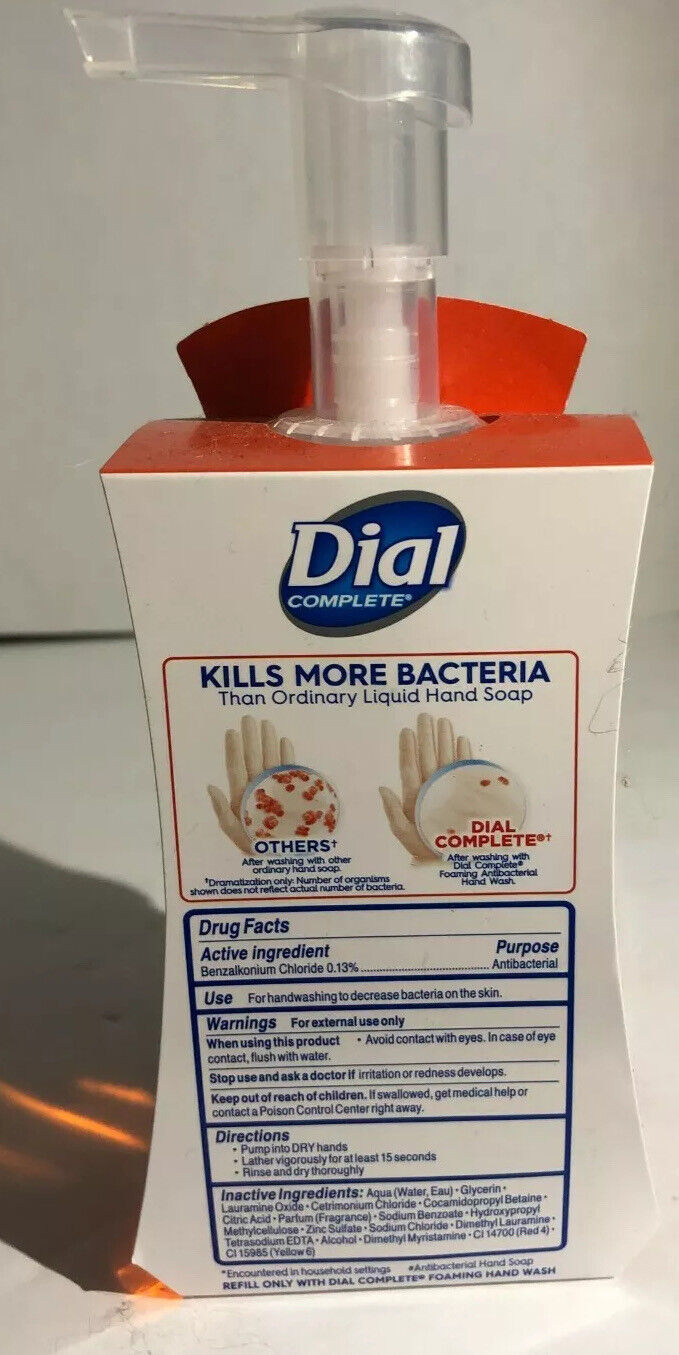 Dial
COMPLETE®
KILLS MORE BACTERIA
Than Ordinary Liquid Hand Soap
OTHERS†
After washing with other
ordinary hand soap.
†Dramatization only: Number of organisms
shown does not reflect actual number of bacteria.
DIAL
COMPLETE®†
After washing with
Dial Complete®
Foaming Antibacterial
Hand Wash.
Drug Facts
Active ingredient Purpose
Benzalkonium Chloride 0.13% ........................................ Antibacterial
Use For handwashing to decrease bacteria on the skin.
Warnings For external use only
When using this product • Avoid contact with eyes. In case of eye
contact, flush with water.
Stop use and ask a doctor if irritation or redness develops.
Keep out of reach of children. If swallowed, get medical help or
contact a Poison Control Center right away.
Directions
• Pump into DRY hands
• Lather vigorously for at least 15 seconds
• Rinse and dry thoroughly
Inactive Ingredients: Aqua (Water, Eau) • Glycerin •
Lauramine Oxide • Cetrimonium Chloride • Cocamidopropyl Betaine •
Citric Acid • Parfum (Fragrance) • Sodium Benzoate • Hydroxypropyl
Methylcellulose • Zinc Sulfate • Sodium Chloride • Dimethyl Lauramine •
Tetrasodium EDTA • Alcohol • Dimethyl Myristamine • CI 14700 (Red 4) •
CI 15985 (Yellow 6)
*Encountered in household settings #Antibacterial Hand Soap
REFILL ONLY WITH DIAL COMPLETE® FOAMING HAND WASH